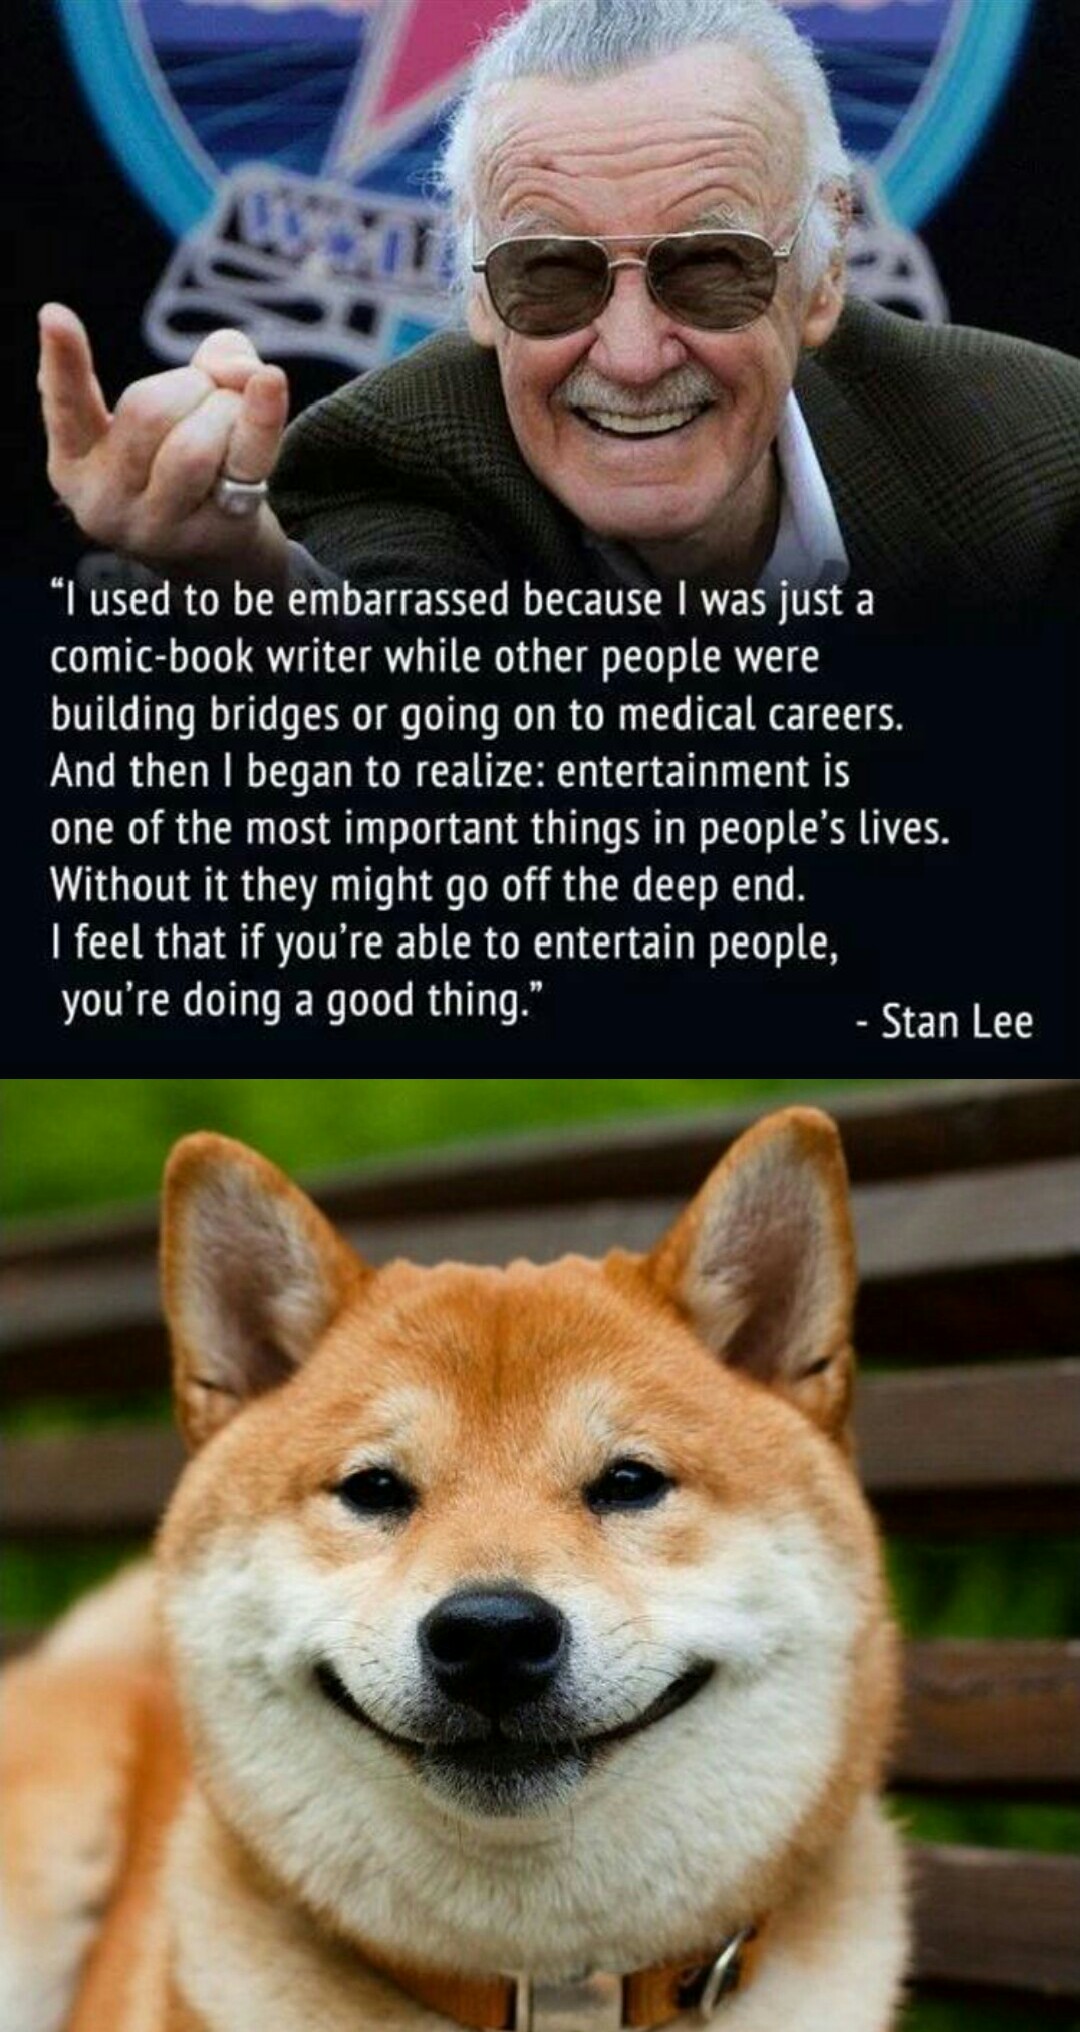 “I used to be embarrassed because I was just a
comic-book writer while other people were
building bridges or going on to medical careers.
And then I began to realize: entertainment is
one of the most important things in people’s lives.
Without it they might go off the deep end.
I feel that if you’re able to entertain people,
you’re doing a good thing.”
- Stan Lee